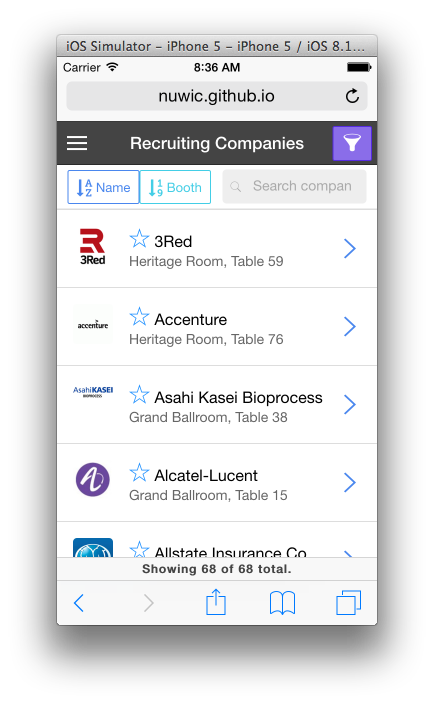 iOS Simulator – iPhone 5 – iPhone 5 / iOS 8.1...
Carrier 8:36 AM
nuwic.github.io
Recruiting Companies
A Z Name 1 9 Booth Search compan
3Red
3Red
Heritage Room, Table 59
accenture
Accenture
Heritage Room, Table 76
AsahiKASEI
BIOPROCESS
Asahi Kasei Bioprocess
Grand Ballroom, Table 38
Alcatel-Lucent
Grand Ballroom, Table 15
Allstate Insurance Co
Showing 68 of 68 total.